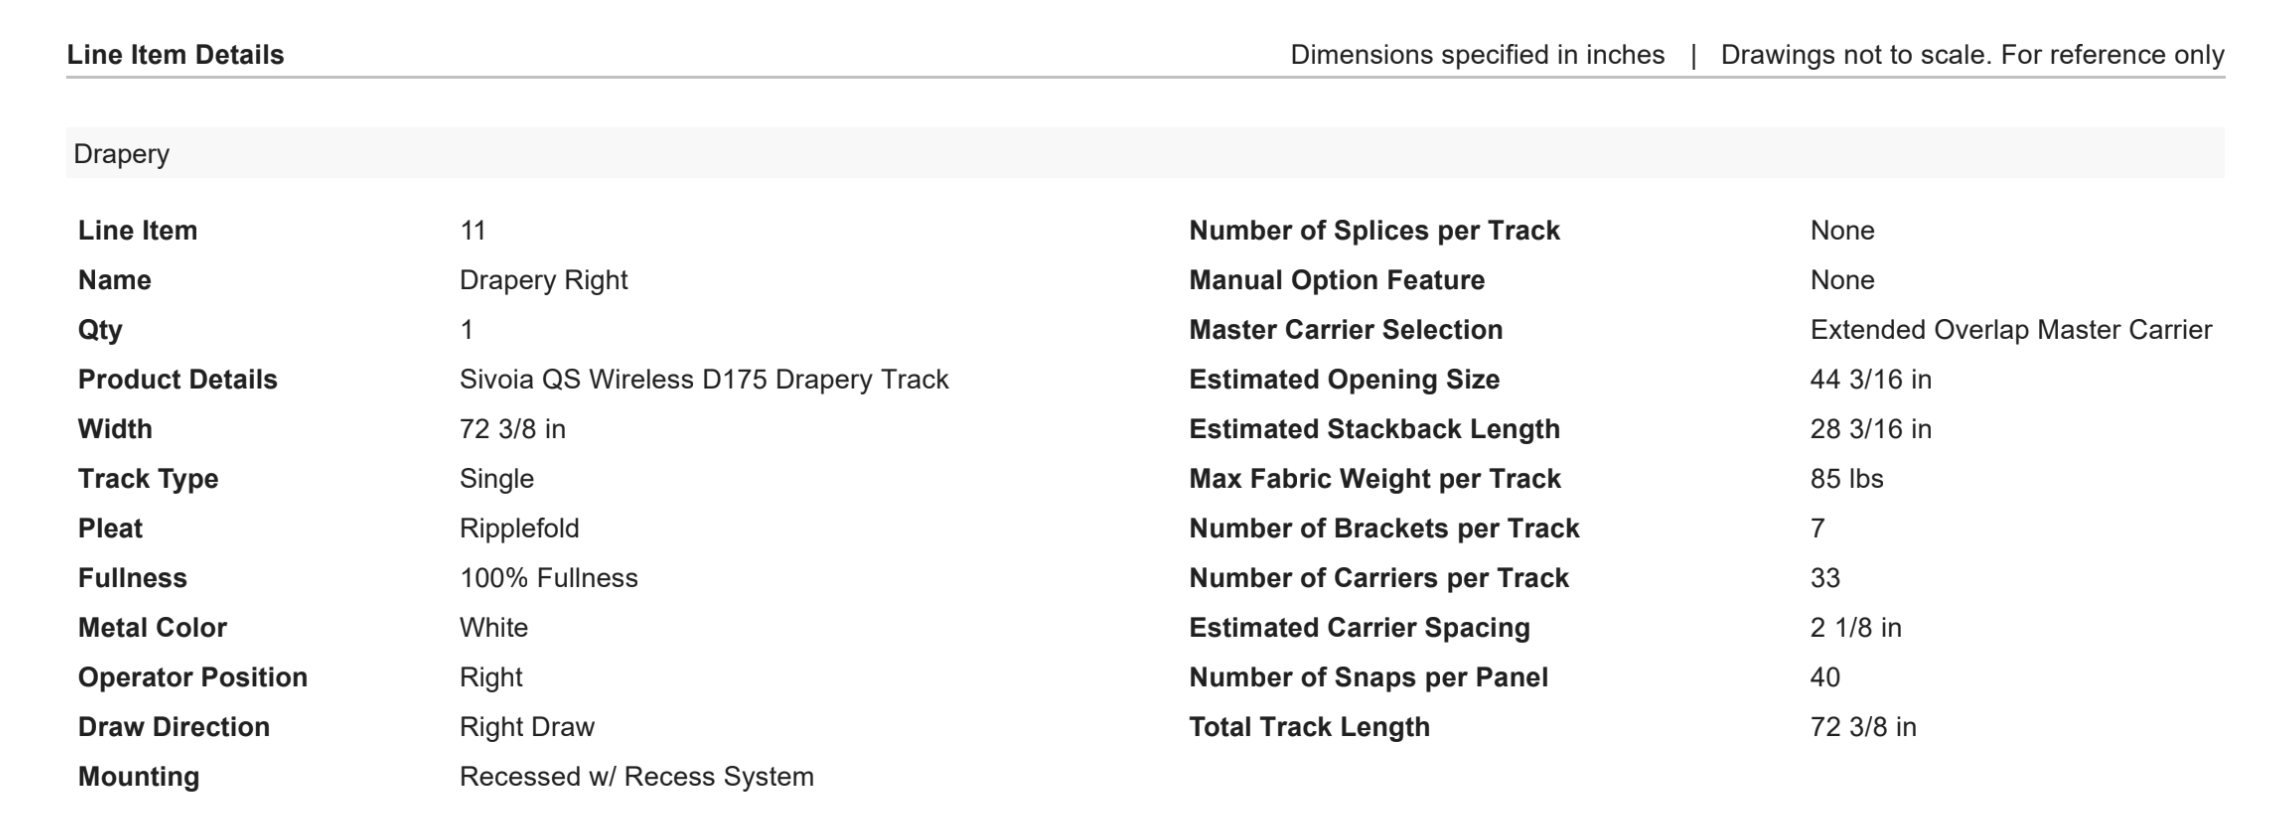 Line Item Details
Dimensions specified in inches | Drawings not to scale. For reference only
Drapery
Line Item 11
Name Drapery Right
Qty 1
Product Details Sivoia QS Wireless D175 Drapery Track
Width 72 3/8 in
Track Type Single
Pleat Ripplefold
Fullness 100% Fullness
Metal Color White
Operator Position Right
Draw Direction Right Draw
Mounting Recessed w/ Recess System
Number of Splices per Track None
Manual Option Feature None
Master Carrier Selection Extended Overlap Master Carrier
Estimated Opening Size 44 3/16 in
Estimated Stackback Length 28 3/16 in
Max Fabric Weight per Track 85 lbs
Number of Brackets per Track 7
Number of Carriers per Track 33
Estimated Carrier Spacing 2 1/8 in
Number of Snaps per Panel 40
Total Track Length 72 3/8 in